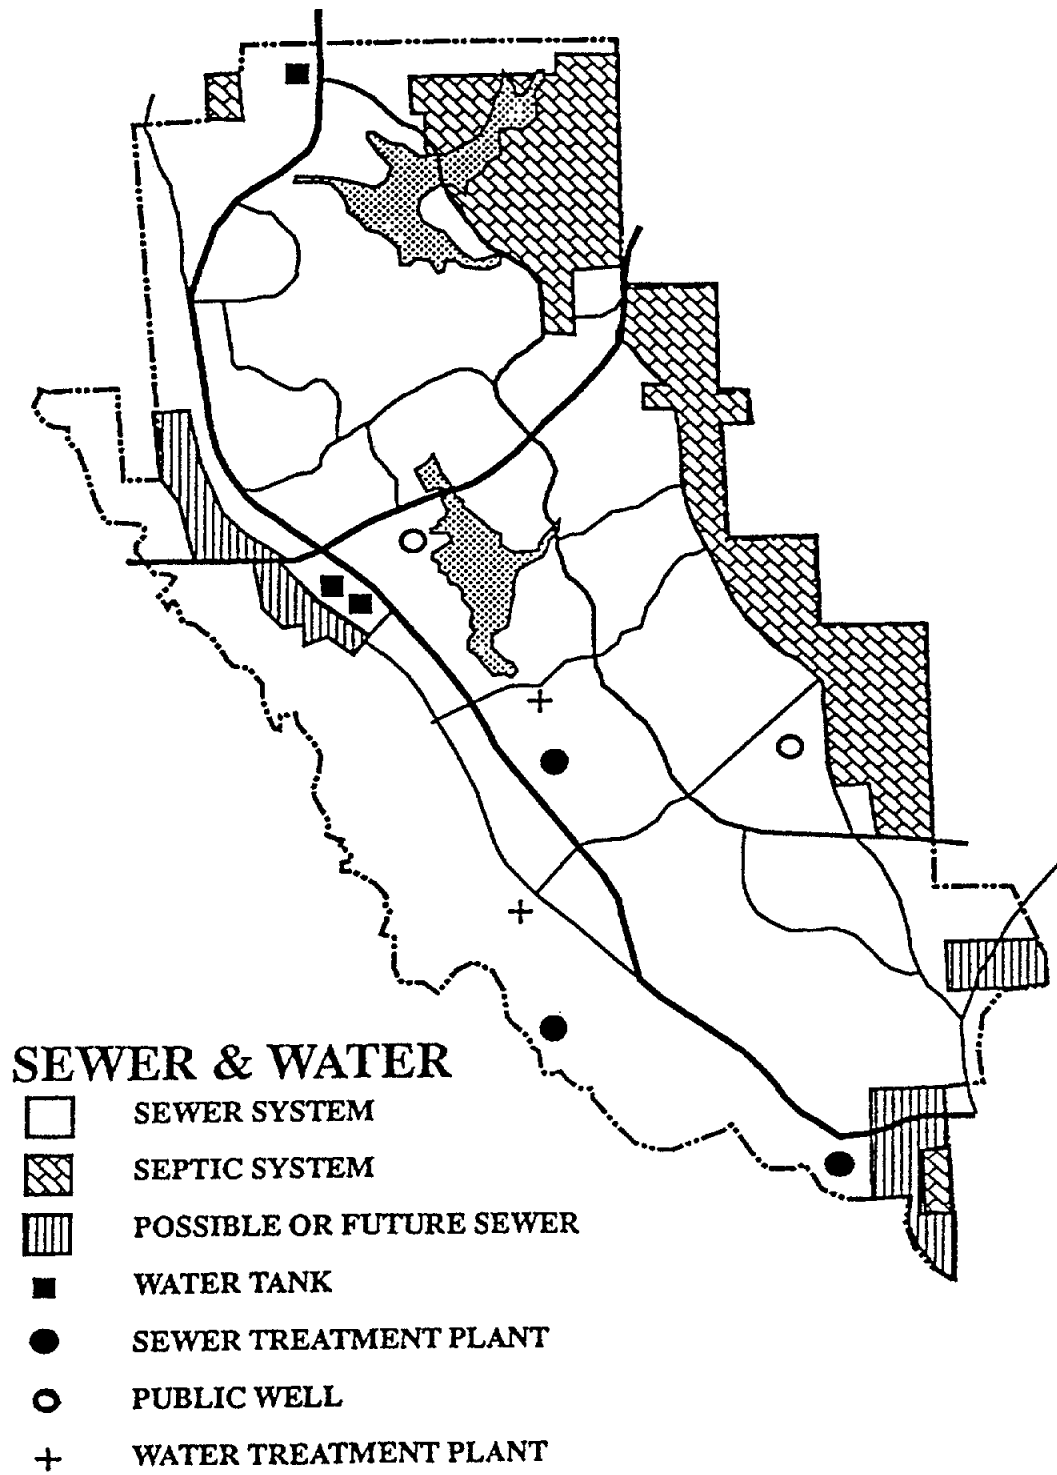 SEWER & WATER
SEWER SYSTEM
SEPTIC SYSTEM
POSSIBLE OR FUTURE SEWER
WATER TANK
SEWER TREATMENT PLANT
PUBLIC WELL
WATER TREATMENT PLANT